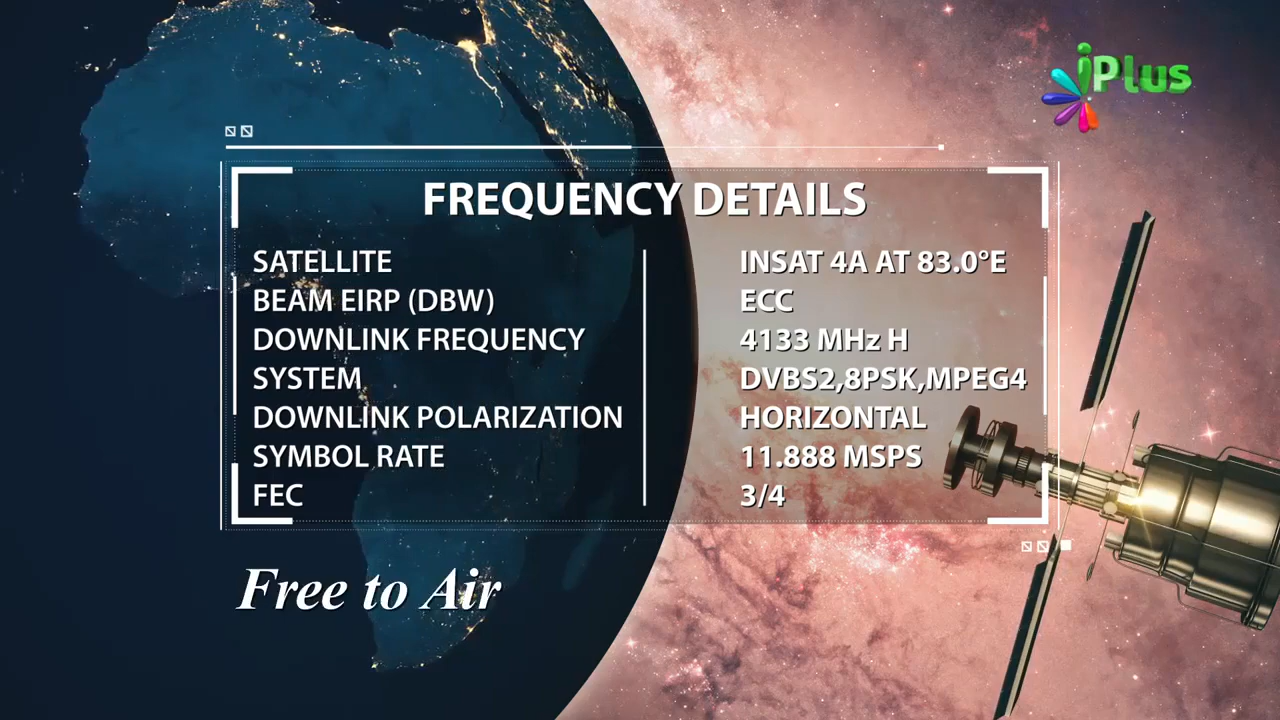 iPlus
FREQUENCY DETAILS
SATELLITE INSAT 4A AT 83.0°E
BEAM EIRP (DBW) ECC
DOWNLINK FREQUENCY 4133 MHz H
SYSTEM DVBS2,8PSK,MPEG4
DOWNLINK POLARIZATION HORIZONTAL
SYMBOL RATE 11.888 MSPS
FEC 3/4
Free to Air